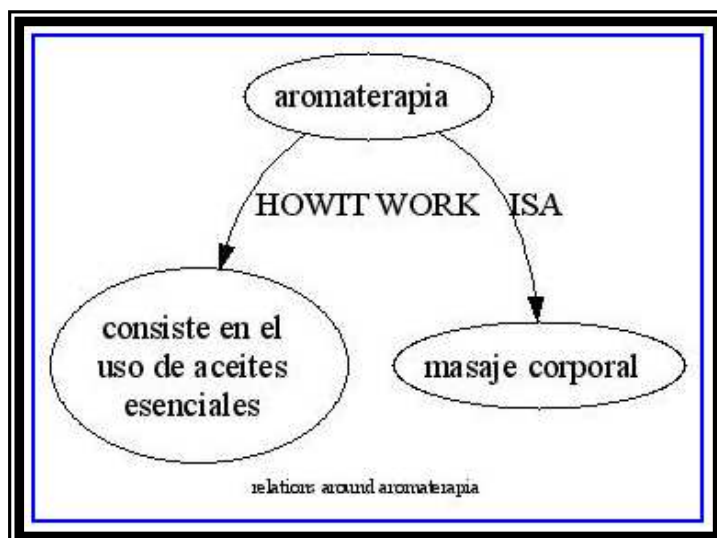 aromaterapia
HOWIT WORK ISA
consiste en el
uso de aceites
esenciales
masaje corporal
relations around aromaterapia